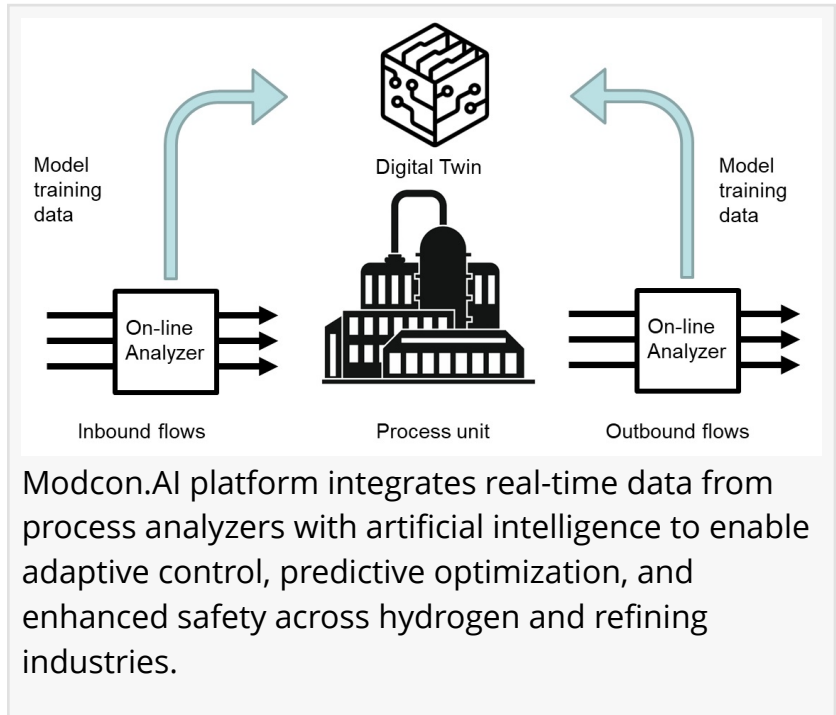 Digital Twin
Model
training
data
Model
training
data
On-line
Analyzer
On-line
Analyzer
Inbound flows
Process unit
Outbound flows
Modcon.AI platform integrates real-time data from
process analyzers with artificial intelligence to enable
adaptive control, predictive optimization, and
enhanced safety across hydrogen and refining
industries.